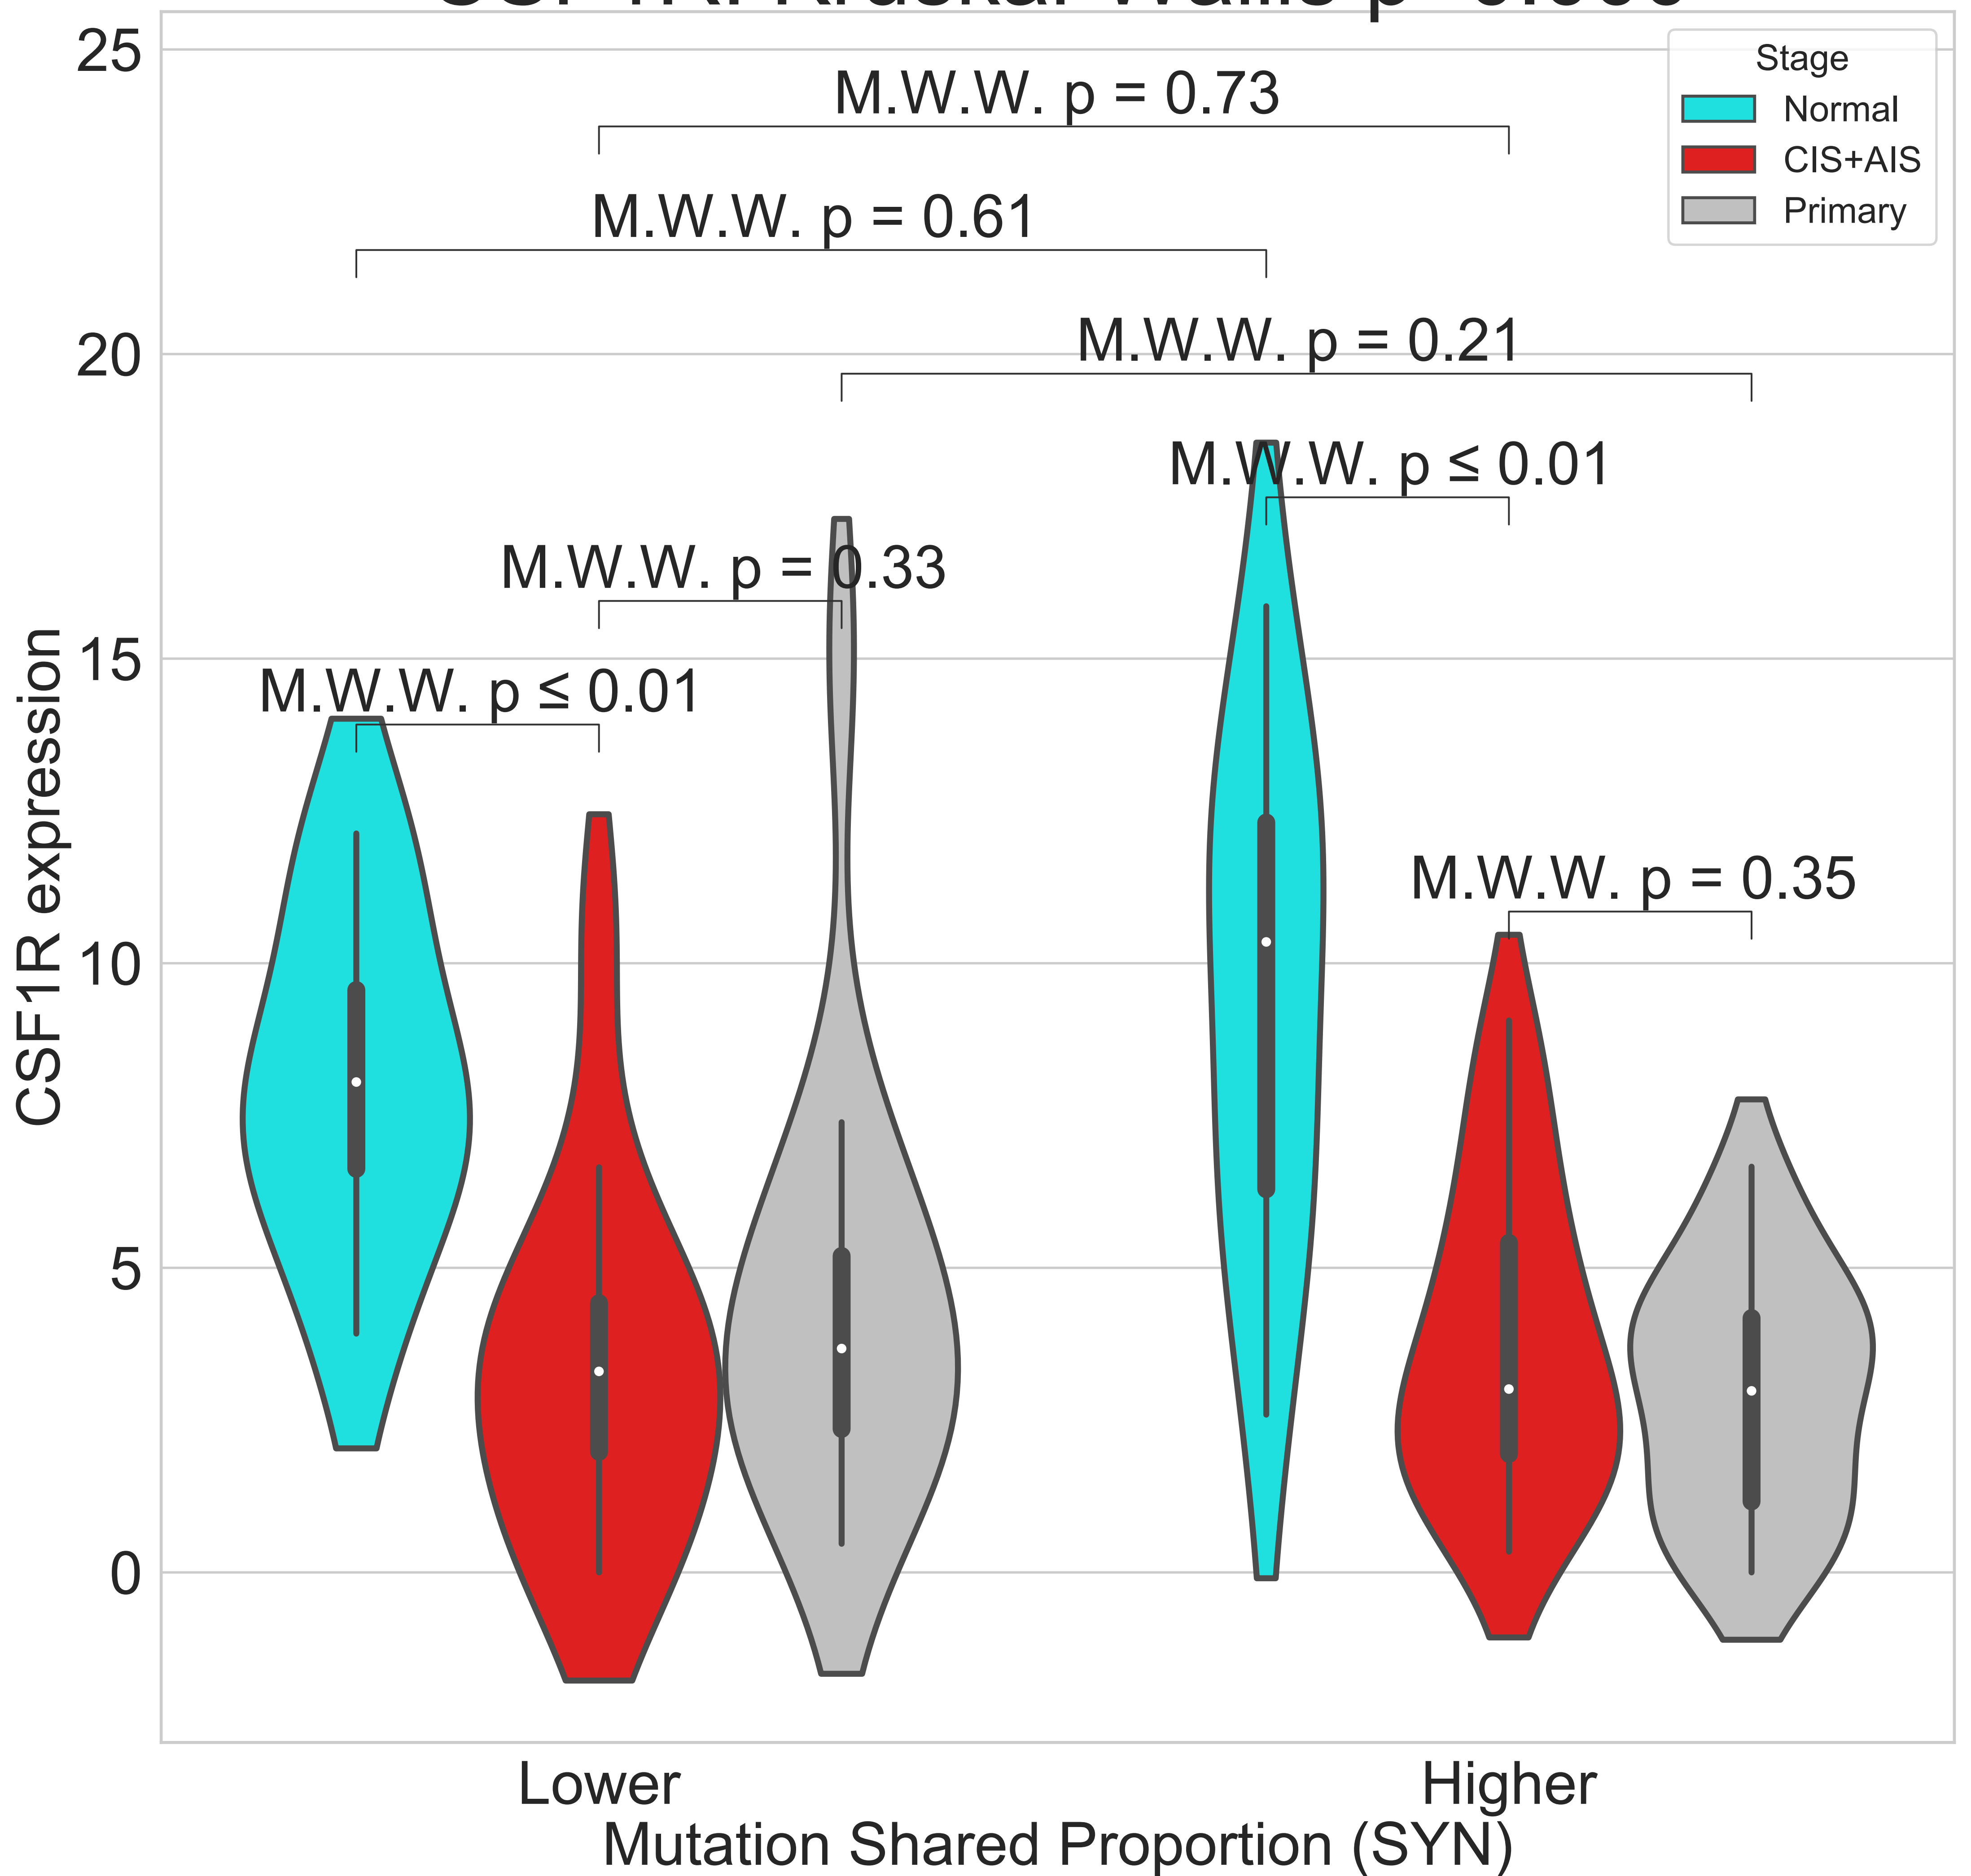 25
20
15
10
5
0
CSF1R expression
M.W.W. p = 0.73
M.W.W. p = 0.61
M.W.W. p = 0.21
M.W.W. p ≤ 0.01
M.W.W. p = 0.33
M.W.W. p ≤ 0.01
M.W.W. p = 0.35
Stage
Normal
CIS+AIS
Primary
Lower
Higher
Mutation Shared Proportion (SYN)